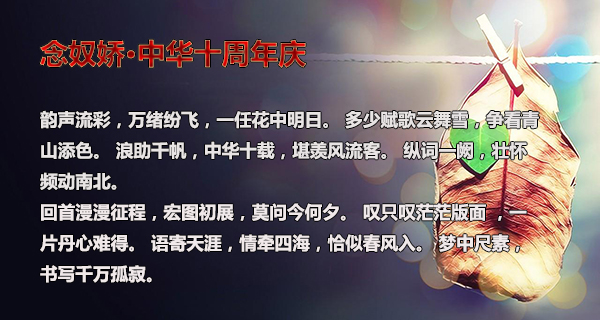 念奴娇·中华十周年庆
韵声流彩，万绪纷飞，一任花中明日。 多少赋歌云舞雪，争看青
山添色。 浪助千帆，中华十载，堪羡风流客。 纵词一阙，壮怀
频动南北。
回首漫漫征程，宏图初展，莫问今何夕。 叹只叹茫茫版面 ，一
片丹心难得。 语寄天涯，情牵四海，恰似春风入。 梦中尺素，
书写千万孤寂。